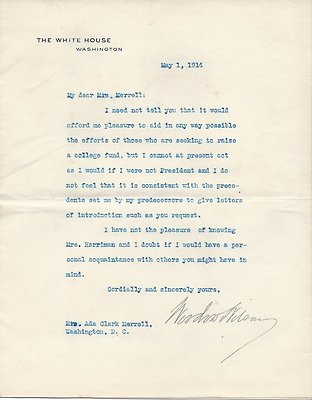 THE WHITE HOUSE
WASHINGTON
May 1, 1914
My dear Mrs. Merrell:
I need not tell you that it would
afford me pleasure to aid in any way possible
the efforts of those who are seeking to raise
a college fund, but I cannot at present act
as I would if I were not President and I do
not feel that it is consistent with the prece-
dents set me by my predecessors to give letters
of introduction such as you request.
I have not the pleasure of knowing
Mrs. Harriman and I doubt if I would have a per-
sonal acquaintance with others you might have in
mind.
Cordially and sincerely yours,
Woodrow Wilson
Mrs. Ada Clark Merrell,
Washington, D. C.